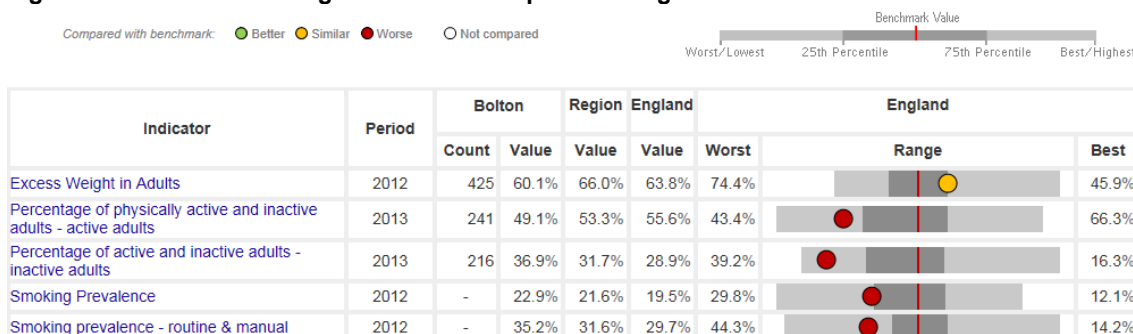 Benchmark Value
Compared with benchmark: Better Similar Worse Not compared
Worst/Lowest 25th Percentile 75th Percentile Best/Highest
Indicator Period Bolton Region England England
Count Value Value Value Worst Range Best
Excess Weight in Adults 2012 425 60.1% 66.0% 63.8% 74.4% 45.9%
Percentage of physically active and inactive
adults - active adults 2013 241 49.1% 53.3% 55.6% 43.4% 66.3%
Percentage of active and inactive adults -
inactive adults 2013 216 36.9% 31.7% 28.9% 39.2% 16.3%
Smoking Prevalence 2012 - 22.9% 21.6% 19.5% 29.8% 12.1%
Smoking prevalence - routine & manual 2012 - 35.2% 31.6% 29.7% 44.3% 14.2%